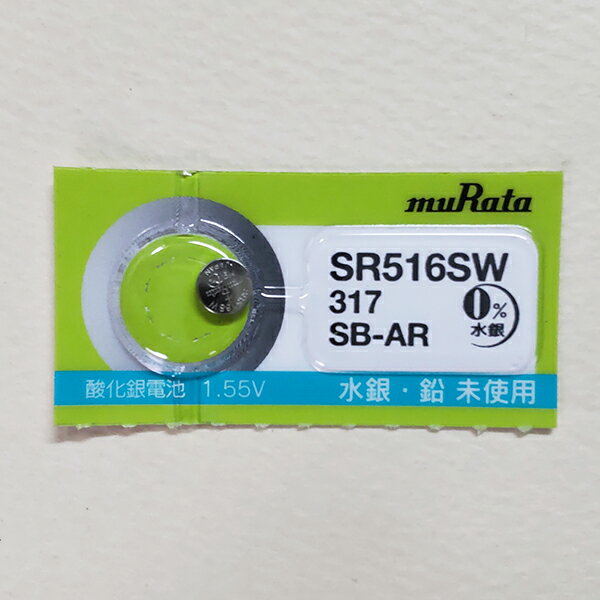 muRata
SR516SW
317
SB-AR
0%
水銀
酸化銀電池 1.55V
水銀・鉛 未使用